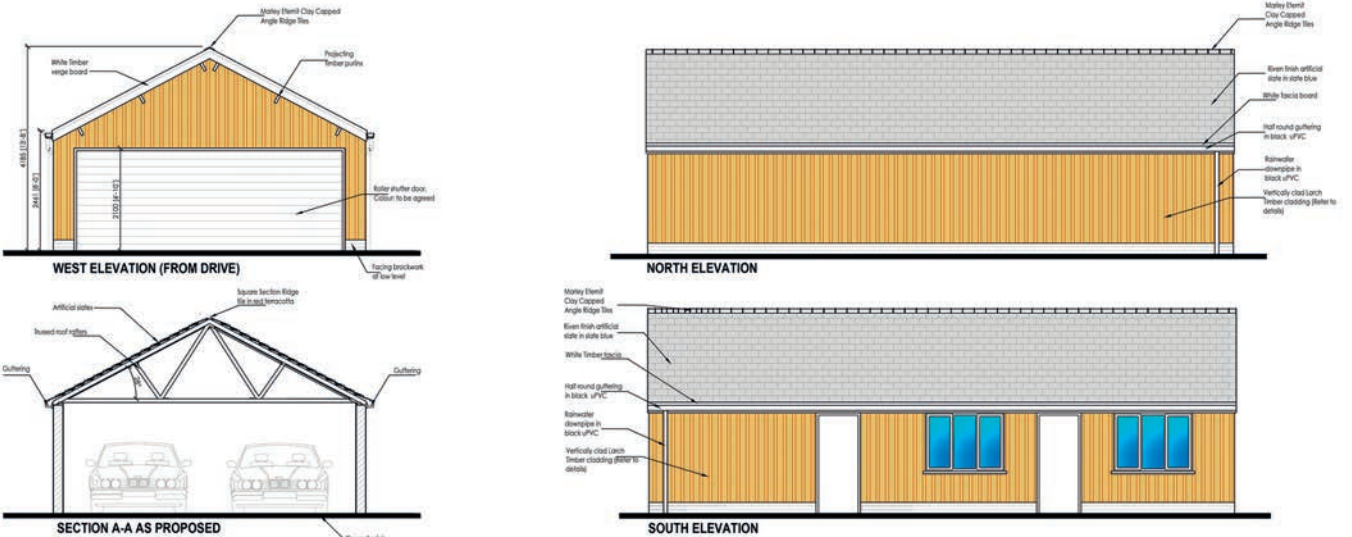 Marley Eternit Clay Capped
Angle Ridge Tiles
Projecting
timber purlins
White Timber
verge board
4185 [13'-8"]
2461 [8'-0"]
2100 [4'-10"]
Roller shutter door.
Colour: to be agreed
Facing brackwork
at low level
WEST ELEVATION (FROM DRIVE)
Marley Eternit
Clay Capped
Angle Ridge Tiles
Riven finish artificial
slate in slate blue
White fascia board
Half round guttering
in black uPVC
Rainwater
downpipe in
black uPVC
Vertically clad Larch
Timber cladding (Refer to
details)
NORTH ELEVATION
Square Section Ridge
tile in red terracotta
Artificial slates
Trussed roof rafters
Guttering
Guttering
SECTION A-A AS PROPOSED
Marley Eternit
Clay Capped
Angle Ridge Tiles
Riven finish artificial
slate in slate blue
White Timber fascia
Half round guttering
in black uPVC
Rainwater
downpipe in
black uPVC
Vertically clad Larch
Timber cladding (Refer to
details)
SOUTH ELEVATION